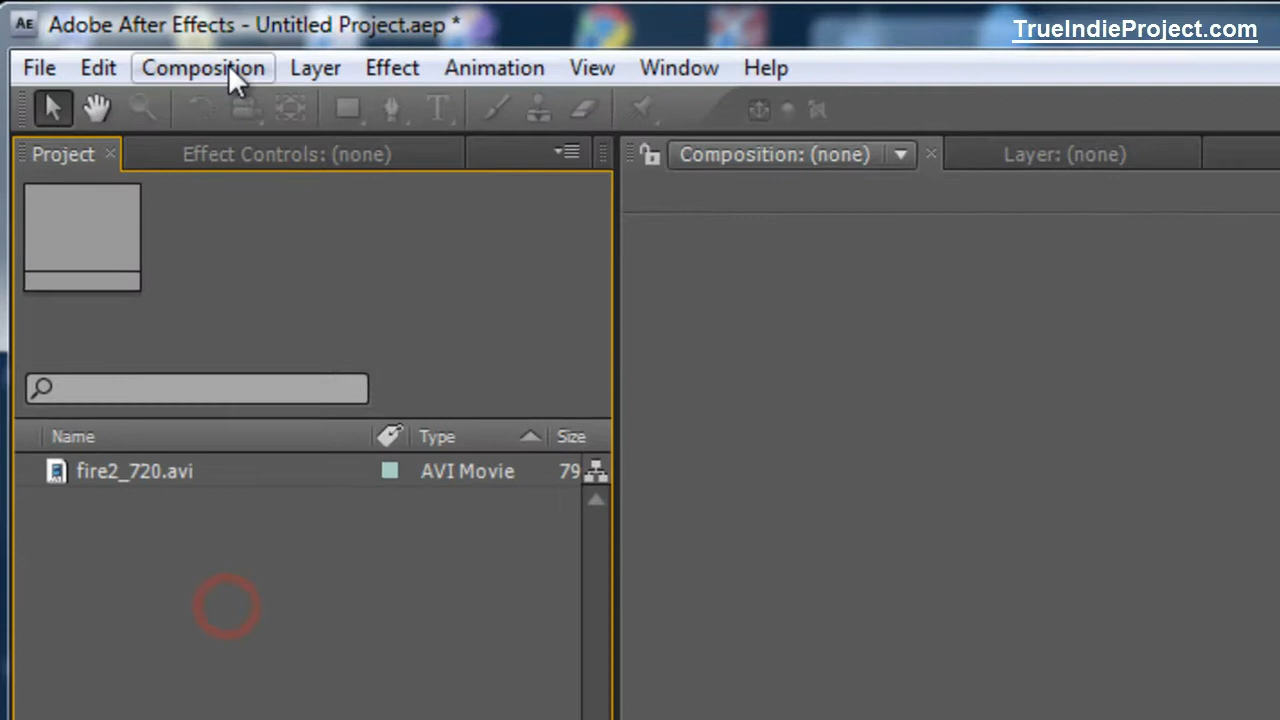 TrueIndieProject.com
AE Adobe After Effects - Untitled Project.aep *
File Edit Composition Layer Effect Animation View Window Help
T
Project × Effect Controls: (none) Composition: (none) × Layer: (none)
Name Type Size
fire2_720.avi AVI Movie 79